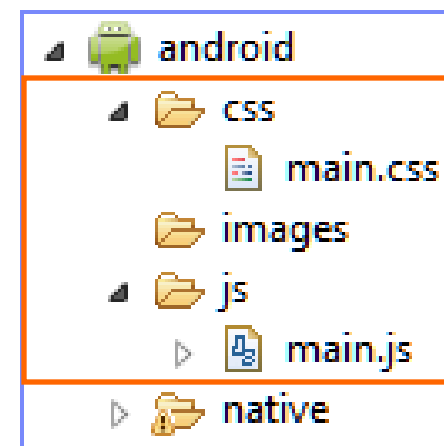 android
css
main.css
images
js
main.js
native